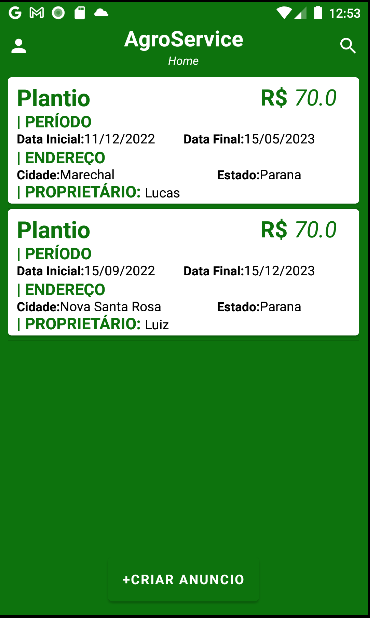 12:53
AgroService
Home
Plantio R$ 70.0
| PERÍODO
Data Inicial:11/12/2022 Data Final:15/05/2023
| ENDEREÇO
Cidade:Marechal Estado:Parana
| PROPRIETÁRIO: Lucas
Plantio R$ 70.0
| PERÍODO
Data Inicial:15/09/2022 Data Final:15/12/2023
| ENDEREÇO
Cidade:Nova Santa Rosa Estado:Parana
| PROPRIETÁRIO: Luiz
+CRIAR ANUNCIO